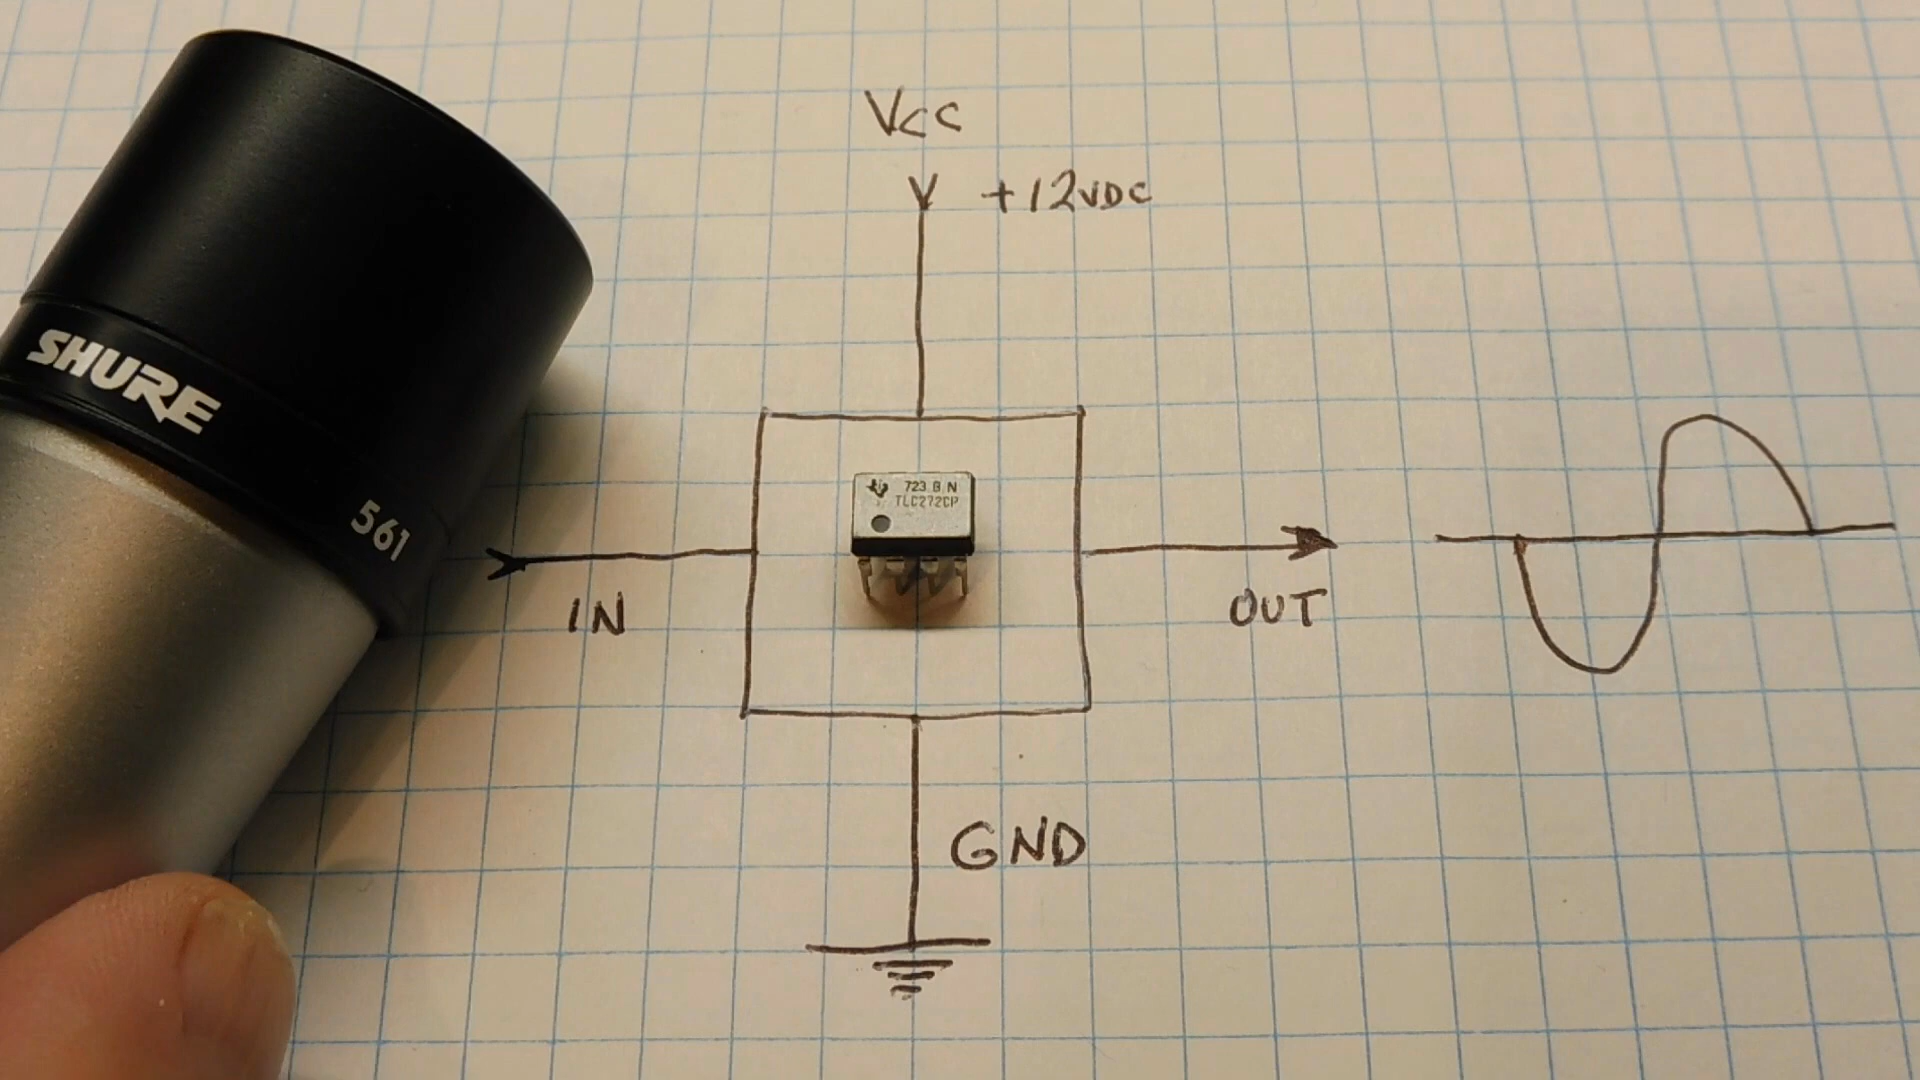 VCC
+12VDC
SHURE
561
723 G N
TLC272CP
IN
OUT
GND